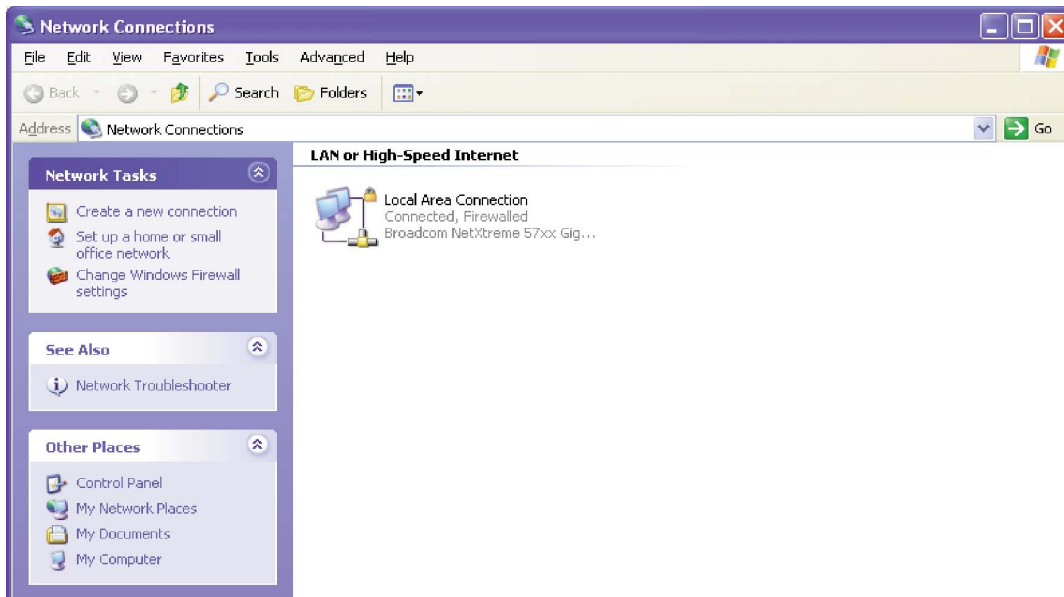 Network Connections
File Edit View Favorites Tools Advanced Help
Back Search Folders
Address Network Connections Go
Network Tasks
Create a new connection
Set up a home or small
office network
Change Windows Firewall
settings
See Also
Network Troubleshooter
Other Places
Control Panel
My Network Places
My Documents
My Computer
LAN or High-Speed Internet
Local Area Connection
Connected, Firewalled
Broadcom NetXtreme 57xx Gig...